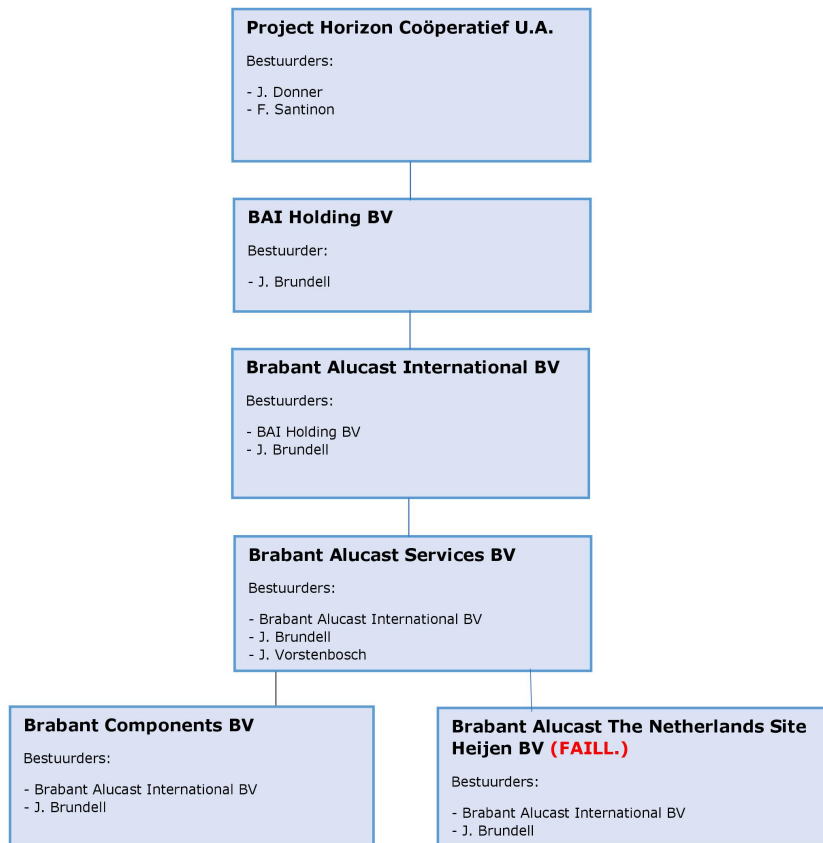 Project Horizon Coöperatief U.A.
Bestuurders:
- J. Donner
- F. Santinon
BAI Holding BV
Bestuurder:
- J. Brundell
Brabant Alucast International BV
Bestuurders:
- BAI Holding BV
- J. Brundell
Brabant Alucast Services BV
Bestuurders:
- Brabant Alucast International BV
- J. Brundell
- J. Vorstenbosch
Brabant Components BV
Bestuurders:
- Brabant Alucast International BV
- J. Brundell
Brabant Alucast The Netherlands Site
Heijen BV (FAILL.)
Bestuurders:
- Brabant Alucast International BV
- J. Brundell